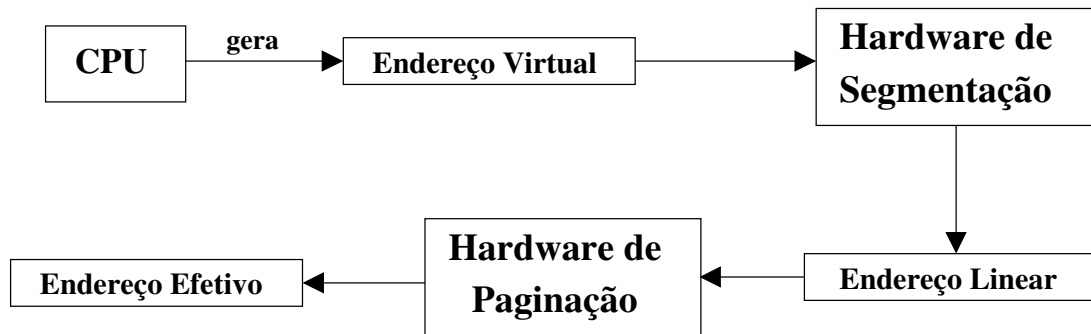 CPU
gera
Endereço Virtual
Hardware de
Segmentação
Endereço Linear
Hardware de
Paginação
Endereço Efetivo